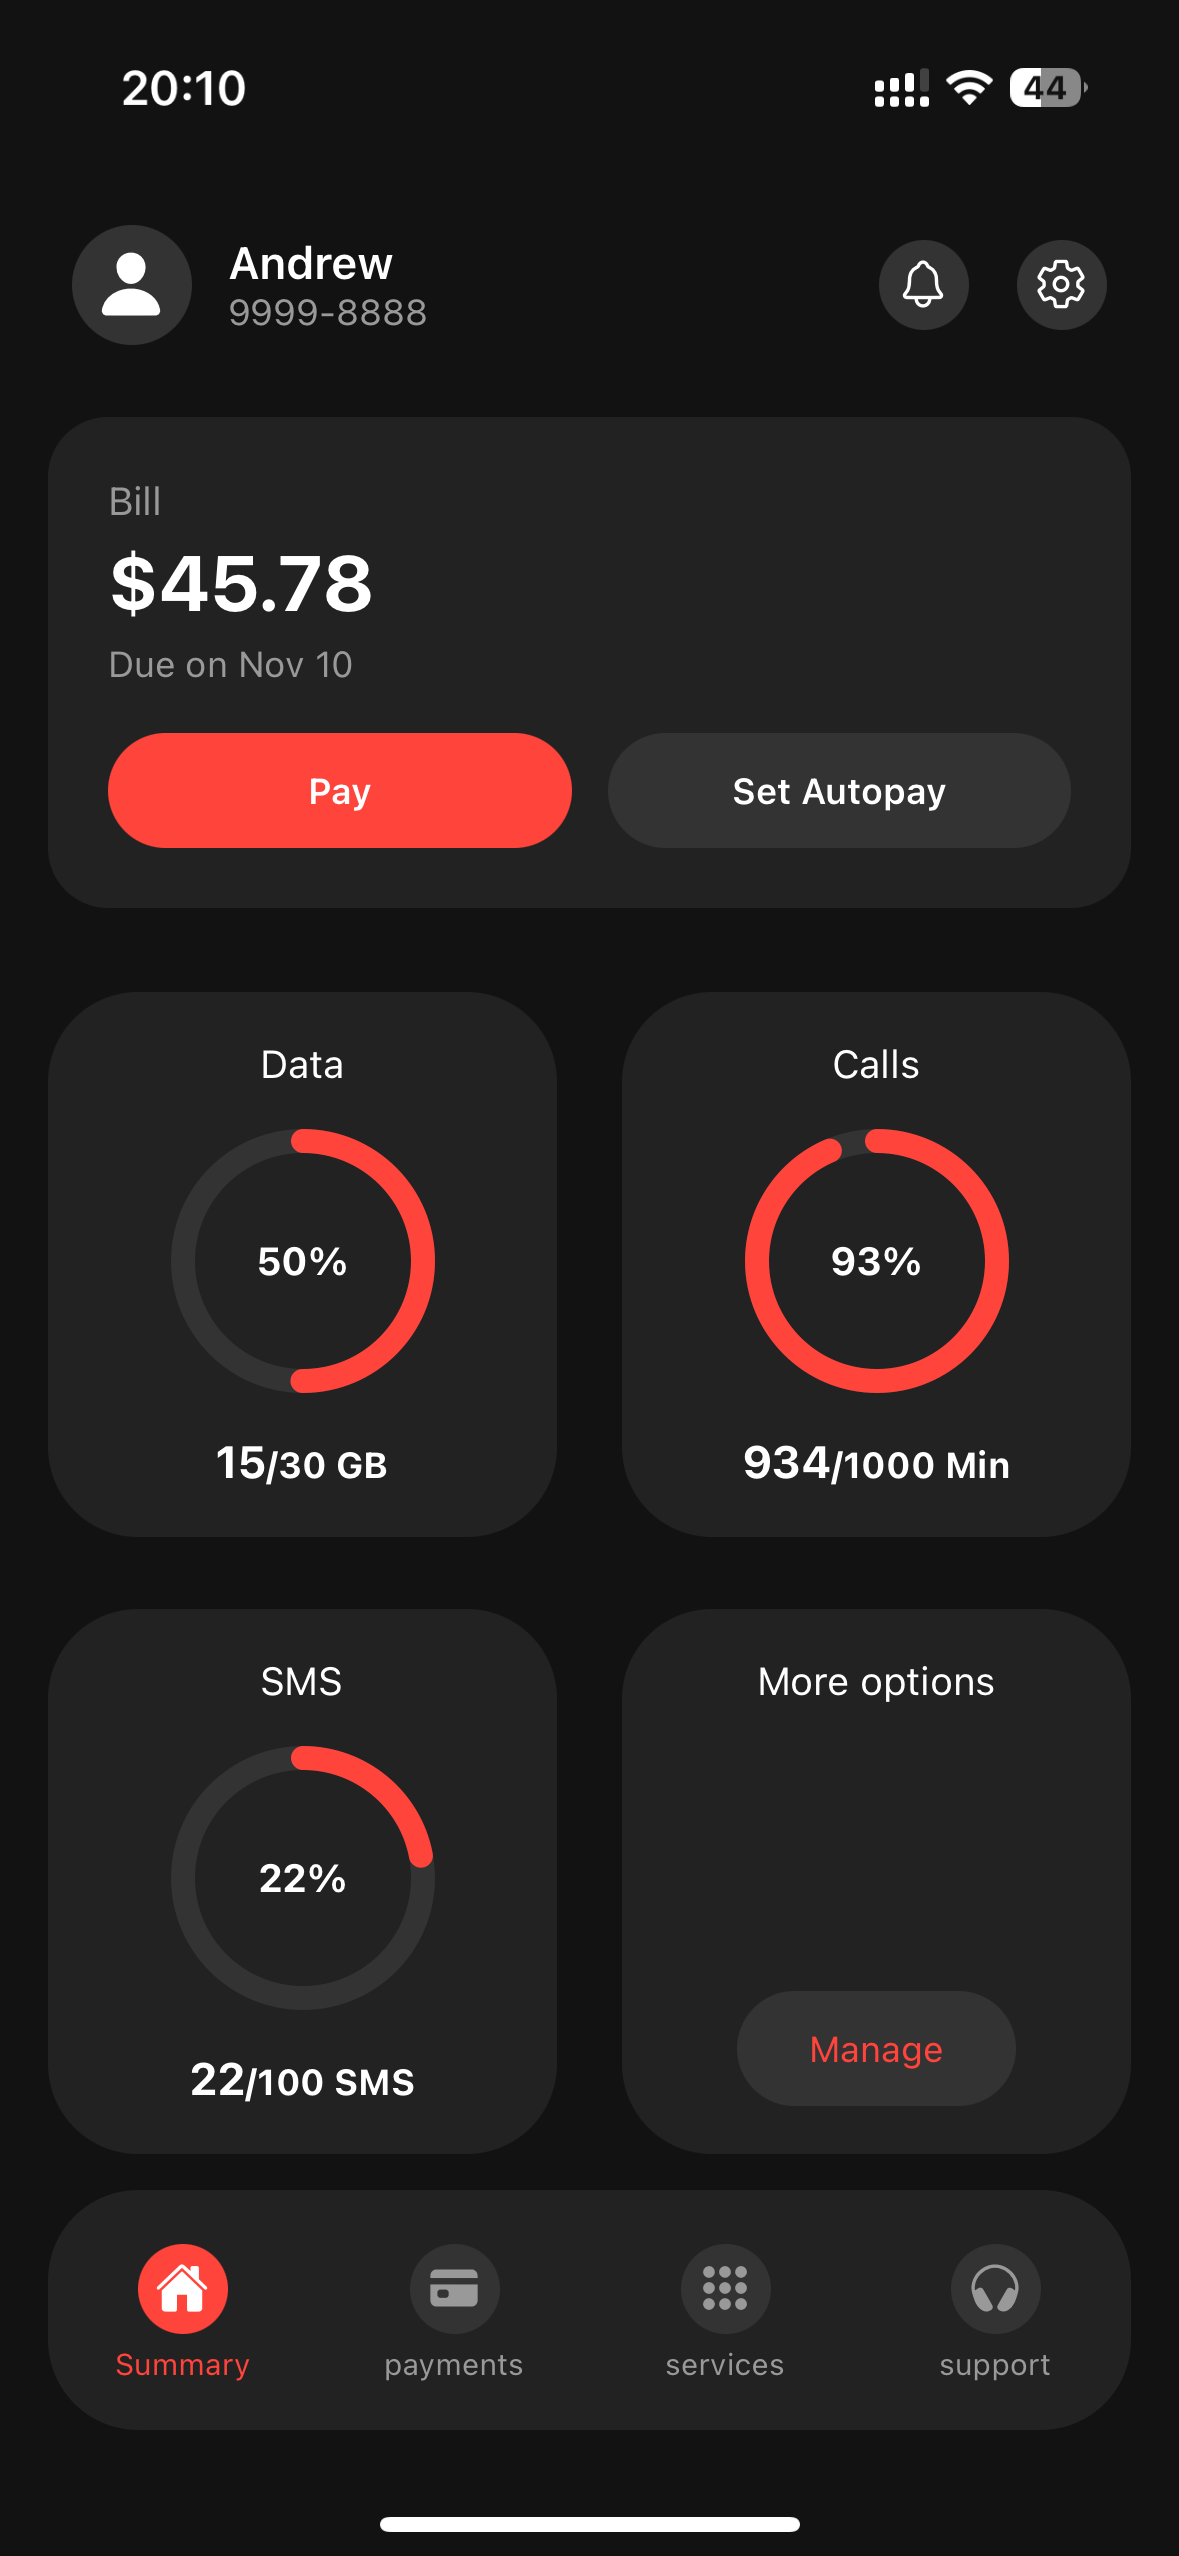 20:10
44
Andrew
9999-8888
Bill
$45.78
Due on Nov 10
Pay
Set Autopay
Data
Calls
50%
93%
15/30 GB
934/1000 Min
SMS
More options
22%
22/100 SMS
Manage
Summary
payments
services
support